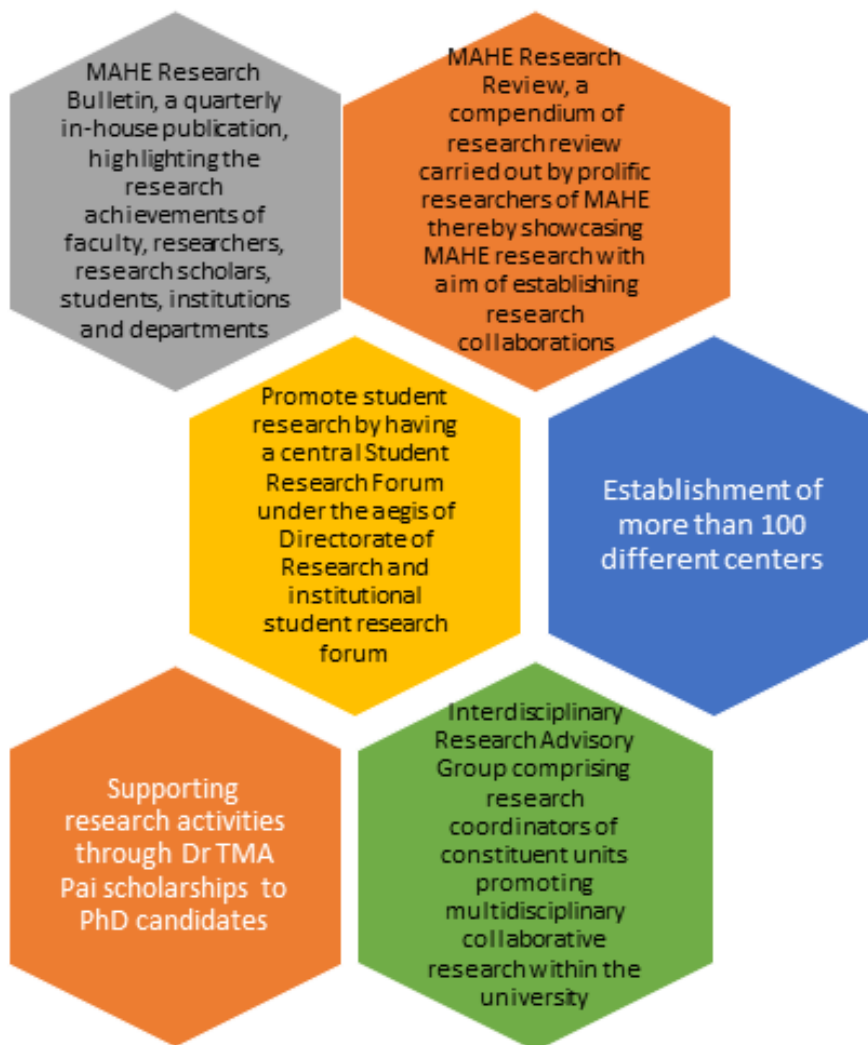 MAHE Research
Bulletin, a quarterly
in-house publication,
highlighting the
research
achievements of
faculty, researchers,
research scholars,
students, institutions
and departments
MAHE Research
Review, a
compendium of
research review
carried out by prolific
researchers of MAHE
thereby showcasing
MAHE research with
aim of establishing
research
collaborations
Promote student
research by having
a central Student
Research Forum
under the aegis of
Directorate of
Research and
institutional
student research
forum
Establishment of
more than 100
different centers
Supporting
research activities
through Dr TMA
Pai scholarships to
PhD candidates
Interdisciplinary
Research Advisory
Group comprising
research
coordinators of
constituent units
promoting
multidisciplinary
collaborative
research within the
university